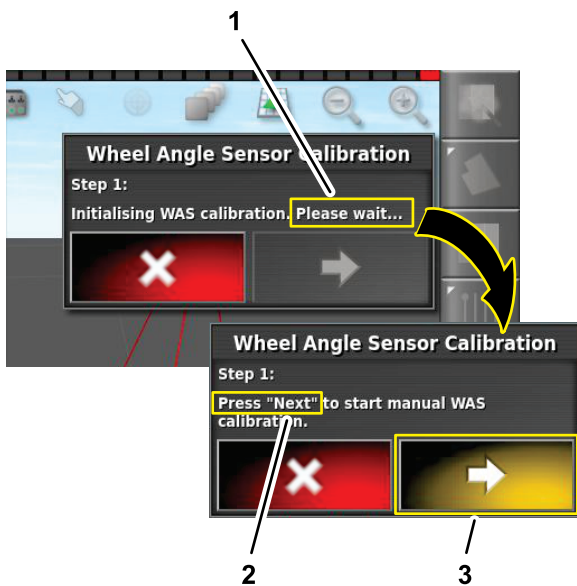 1
Wheel Angle Sensor Calibration
Step 1:
Initialising WAS calibration. Please wait...
Wheel Angle Sensor Calibration
Step 1:
Press "Next" to start manual WAS
calibration.
2
3